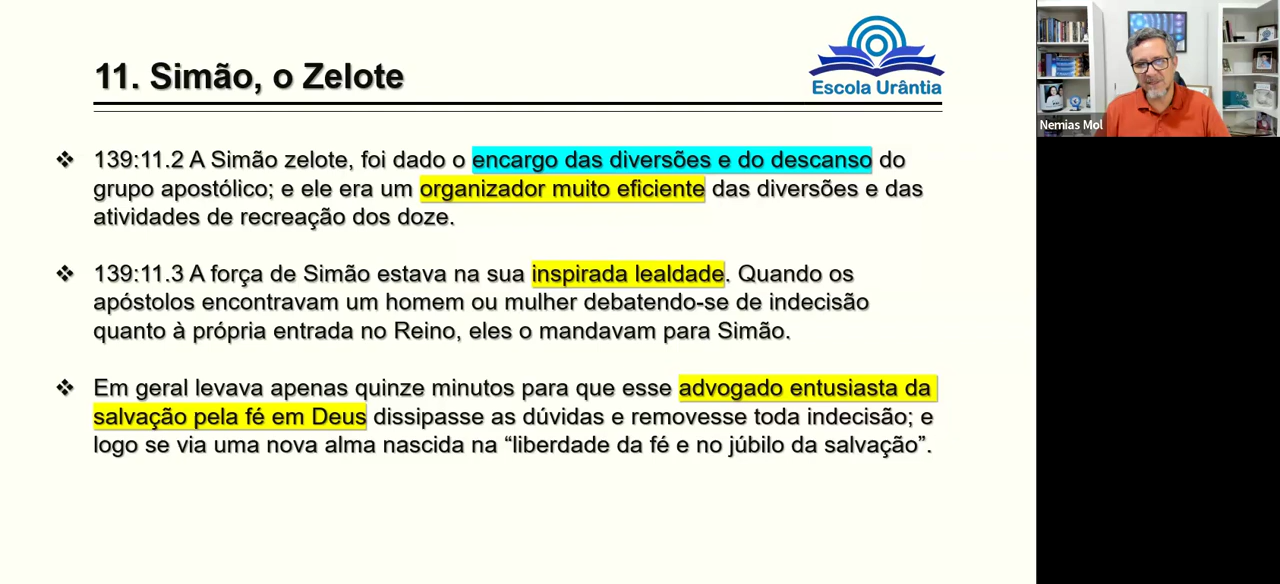 11. Simão, o Zelote
Escola Urântia
Nemias Mol
❖ 139:11.2 A Simão zelote, foi dado o encargo das diversões e do descanso do
grupo apostólico; e ele era um organizador muito eficiente das diversões e das
atividades de recreação dos doze.
❖ 139:11.3 A força de Simão estava na sua inspirada lealdade. Quando os
apóstolos encontravam um homem ou mulher debatendo-se de indecisão
quanto à própria entrada no Reino, eles o mandavam para Simão.
❖ Em geral levava apenas quinze minutos para que esse advogado entusiasta da
salvação pela fé em Deus dissipasse as dúvidas e removesse toda indecisão; e
logo se via uma nova alma nascida na “liberdade da fé e no júbilo da salvação”.